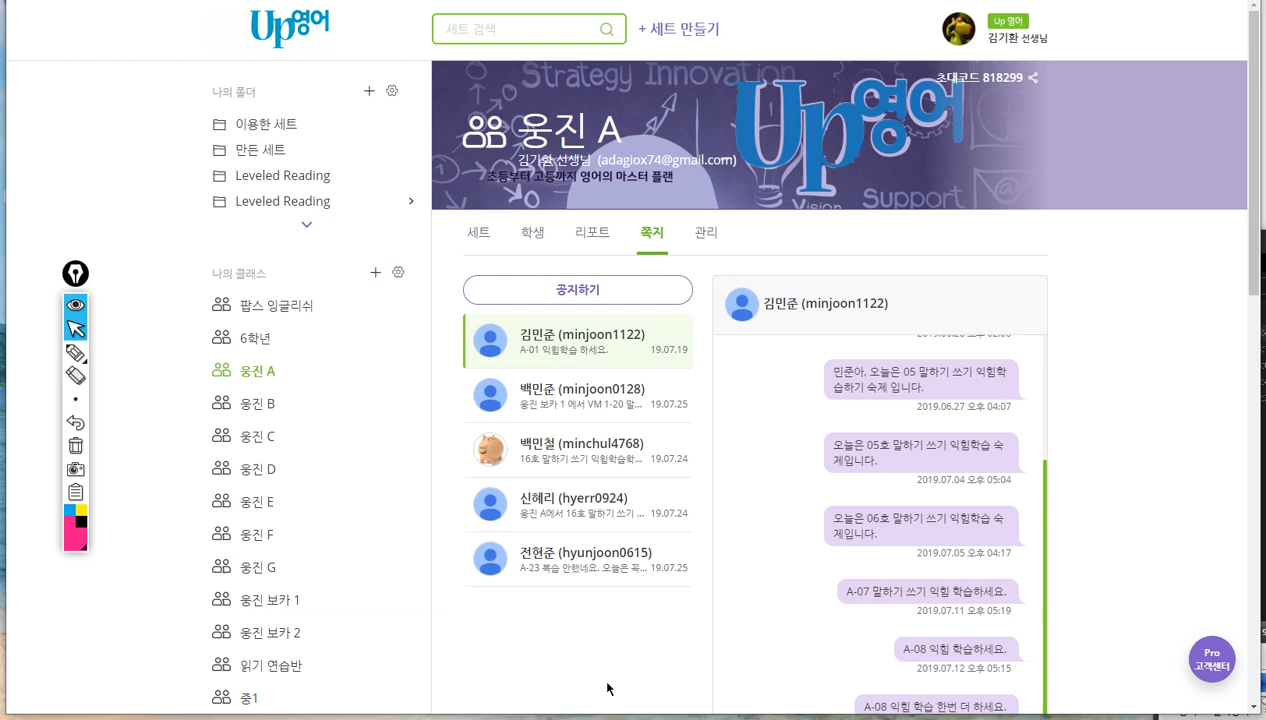 Up영어
세트 검색
+ 세트 만들기
Up 영어
김기환 선생님
나의 폴더
이용한 세트
만든 세트
Leveled Reading
Leveled Reading
나의 클래스
팝스 잉글리쉬
6학년
웅진 A
웅진 B
웅진 C
웅진 D
웅진 E
웅진 F
웅진 G
웅진 보카 1
웅진 보카 2
읽기 연습반
중1
Strategy Innovation
초대코드 818299
웅진 A
김기환 선생님 (adagiox74@gmail.com)
초등부터 고등까지 영어의 마스터 플랜
Up영어
Vision
Support
세트
학생
리포트
쪽지
관리
공지하기
김민준 (minjoon1122)
A-01 익힘학습 하세요.
19.07.19
백민준 (minjoon0128)
웅진 보카 1 에서 VM 1-20 말...
19.07.25
백민철 (minchul4768)
16호 말하기 쓰기 익힘학습학...
19.07.24
신혜리 (hyerr0924)
웅진 A에서 16호 말하기 쓰기 ...
19.07.24
전현준 (hyunjoon0615)
A-23 복습 안했네요. 오늘은 꼭...
19.07.25
김민준 (minjoon1122)
민준아, 오늘은 05 말하기 쓰기 익힘학
습하기 숙제 입니다.
2019.06.27 오후 04:07
오늘은 05호 말하기 쓰기 익힘학습 숙
제입니다.
2019.07.04 오후 05:04
오늘은 06호 말하기 쓰기 익힘학습 숙
제입니다.
2019.07.05 오후 04:17
A-07 말하기 쓰기 익힘 학습하세요.
2019.07.11 오후 05:19
A-08 익힘 학습하세요.
2019.07.12 오후 05:15
A-08 익힘 학습 한번 더 하세요.
Pro
고객센터